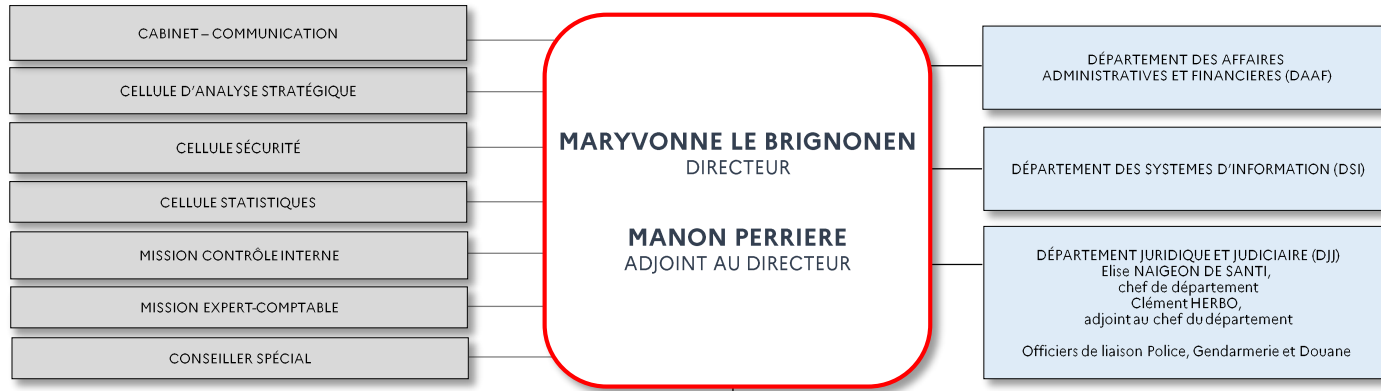 CABINET – COMMUNICATION
CELLULE D’ANALYSE STRATÉGIQUE
CELLULE SÉCURITÉ
CELLULE STATISTIQUES
MISSION CONTRÔLE INTERNE
MISSION EXPERT-COMPTABLE
CONSEILLER SPÉCIAL
MARYVONNE LE BRIGNONEN
DIRECTEUR
MANON PERRIERE
ADJOINT AU DIRECTEUR
DÉPARTEMENT DES AFFAIRES
ADMINISTRATIVES ET FINANCIERES (DAAF)
DÉPARTEMENT DES SYSTEMES D’INFORMATION (DSI)
DÉPARTEMENT JURIDIQUE ET JUDICIAIRE (DJJ)
Elise NAIGEON DE SANTI,
chef de département
Clément HERBO,
adjoint au chef du département
Officiers de liaison Police, Gendarmerie et Douane